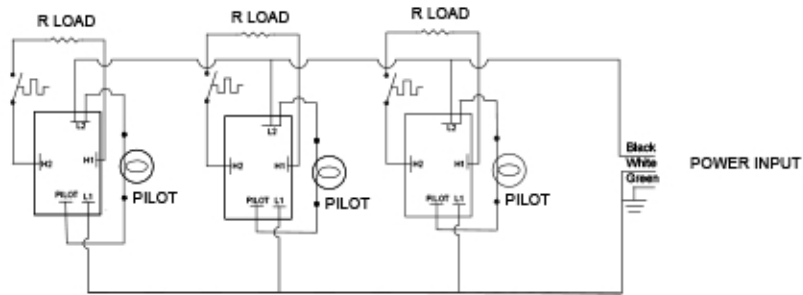 R LOAD
R LOAD
R LOAD
L2
H2
H1
PILOT
L1
PILOT
L2
H2
H1
PILOT
L1
PILOT
L2
H2
H1
PILOT
L1
PILOT
Black
White
Green
POWER INPUT